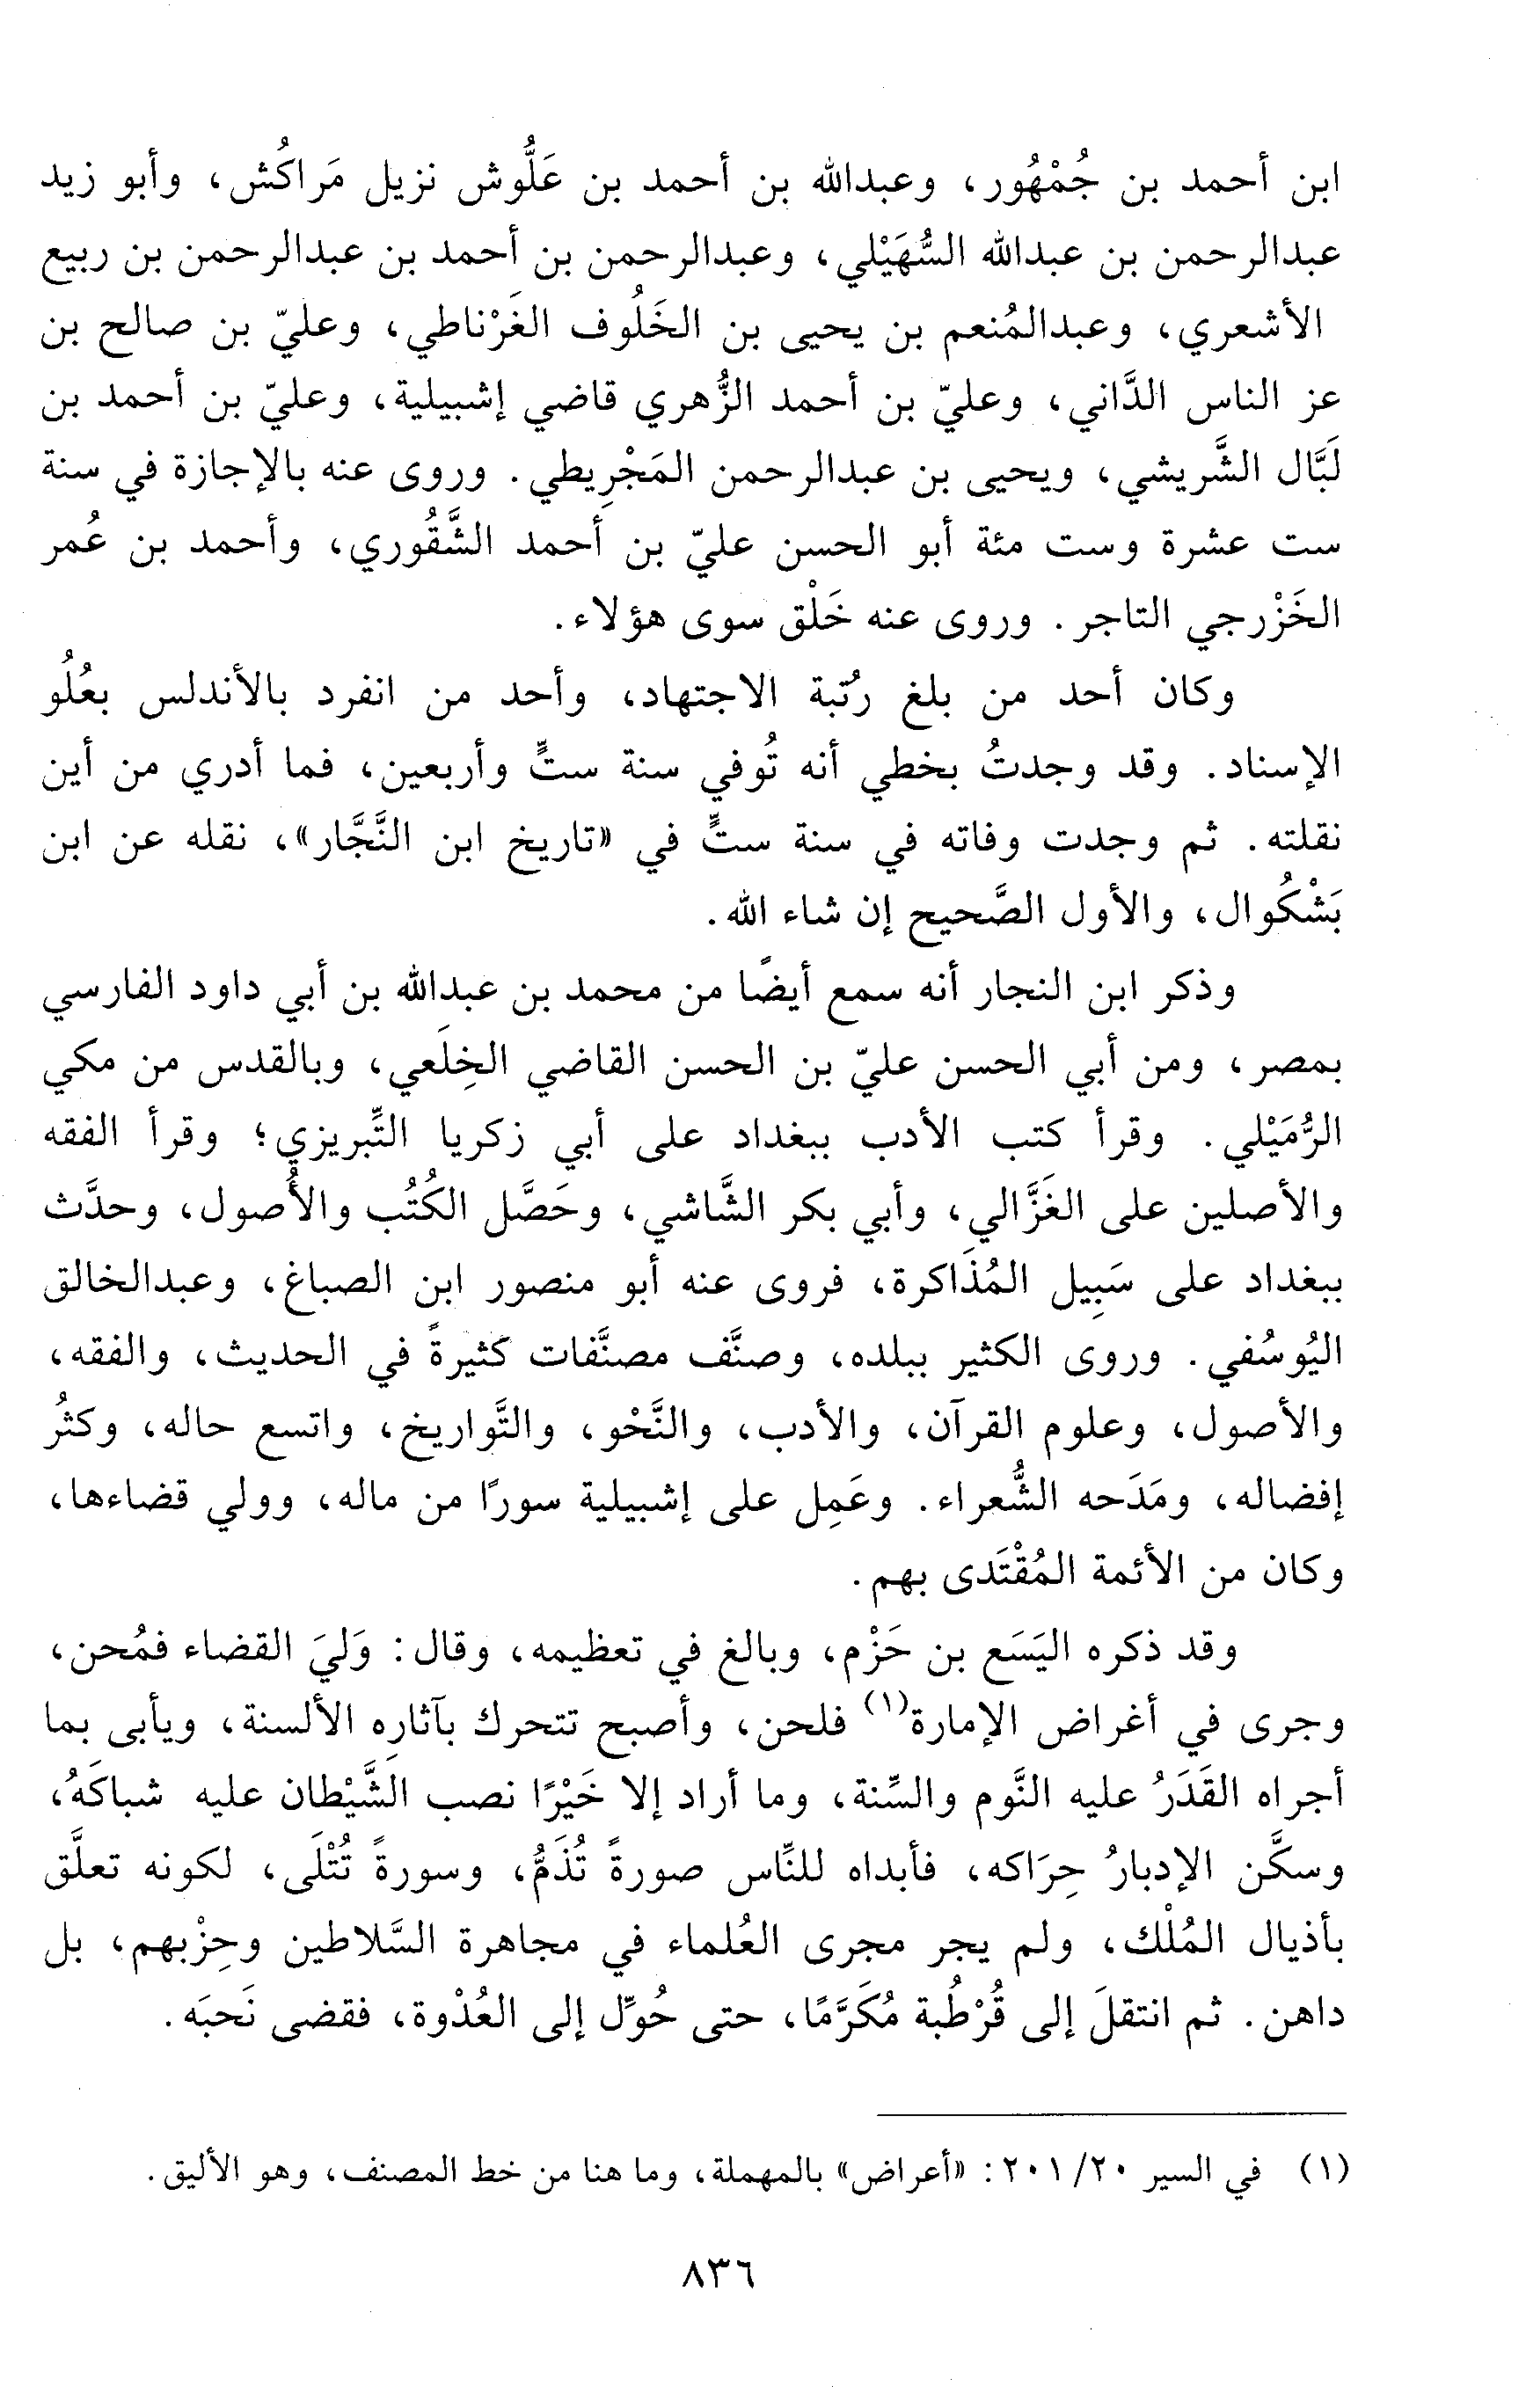 ابن أحمد بن جُمْهُور، وعبدالله بن أحمد بن عَلُّوش نزيل مَراكُش، وأبو زيد
عبدالرحمن بن عبدالله السُّهَيْلي، وعبدالرحمن بن أحمد بن عبدالرحمن بن ربيع
الأشعري، وعبدالمُنعم بن يحيى بن الخَلُوف الغَرْناطي، وعليّ بن صالح بن
عز الناس الدَّاني، وعليّ بن أحمد الزُّهري قاضي إشبيلية، وعليّ بن أحمد بن
لَبَّال الشَّريشي، ويحيى بن عبدالرحمن المَجْرِيطي. وروى عنه بالإجازة في سنة
ست عشرة وست مئة أبو الحسن عليّ بن أحمد الشَّقُوري، وأحمد بن عُمر
الخَزْرجي التاجر. وروى عنه خَلْق سوى هؤلاء.
وكان أحد من بلغ رُتبة الاجتهاد، وأحد من انفرد بالأندلس بعُلُو
الإسناد. وقد وجدتُ بخطي أنه تُوفي سنة ستٍّ وأربعين، فما أدري من أين
نقلته. ثم وجدت وفاته في سنة ستٍّ في «تاريخ ابن النَّجَّار»، نقله عن ابن
بَشْكُوال، والأول الصَّحيح إن شاء الله.
وذكر ابن النجار أنه سمع أيضًا من محمد بن عبدالله بن أبي داود الفارسي
بمصر، ومن أبي الحسن عليّ بن الحسن القاضي الخِلَعي، وبالقدس من مكي
الرُّمَيْلي. وقرأ كتب الأدب ببغداد على أبي زكريا التِّبريزي؛ وقرأ الفقه
والأصلين على الغَزَّالي، وأبي بكر الشَّاشي، وحَصَّل الكُتُب والأُصول، وحدَّث
ببغداد على سَبِيل المُذَاكرة، فروى عنه أبو منصور ابن الصباغ، وعبدالخالق
اليُوسُفي. وروى الكثير ببلده، وصنَّف مصنَّفات كثيرةً في الحديث، والفقه،
والأصول، وعلوم القرآن، والأدب، والنَّحْو، والتَّواريخ، واتسع حاله، وكثُر
إفضاله، ومَدَحه الشُّعراء. وعَمِل على إشبيلية سورًا من ماله، وولي قضاءها،
وكان من الأئمة المُقْتَدى بهم.
وقد ذكره اليَسَع بن حَزْم، وبالغ في تعظيمه، وقال: وَليَ القضاء فمُحن،
وجرى في أغراض الإمارة(١) فلحن، وأصبح تتحرك بآثارِه الألسنة، ويأبى بما
أجراه القَدَرُ عليه النَّوم والسِّنة، وما أراد إلا خَيْرًا نصب الشَّيْطان عليه شباكَهُ،
وسكَّن الإدبارُ حِرَاكه، فأبداه للنَّاس صورةً تُذَمُّ، وسورةً تُتْلَى، لكونه تعلَّق
بأذيال المُلْك، ولم يجر مجرى العُلماء في مجاهرة السَّلاطين وحِزْبهم، بل
داهن. ثم انتقلَ إلى قُرْطُبة مُكَرَّمًا، حتى حُوِّل إلى العُدْوة، فقضى نَحبَه.
(١) في السير ٢٠/ ٢٠١: «أعراض» بالمهملة، وما هنا من خط المصنف، وهو الأليق.
٨٣٦